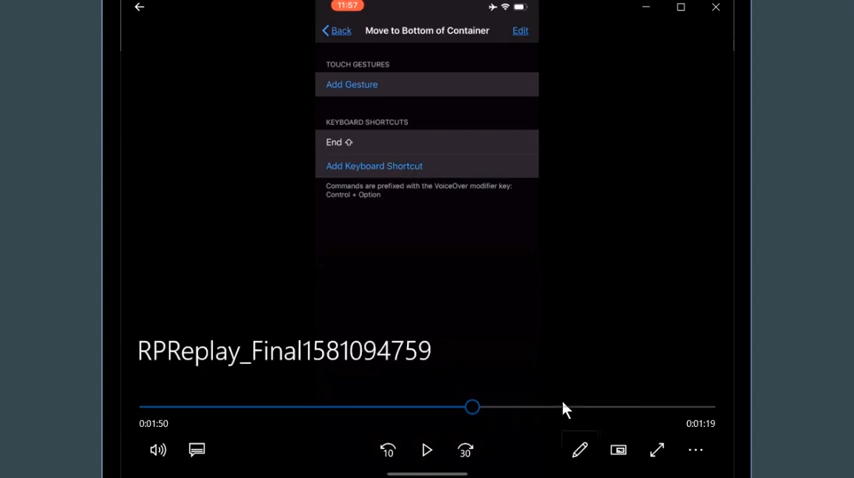 11:57
Back Move to Bottom of Container Edit
TOUCH GESTURES
Add Gesture
KEYBOARD SHORTCUTS
End
Add Keyboard Shortcut
Commands are prefixed with the VoiceOver modifier key:
Control + Option
RPReplay_Final1581094759
0:01:50 0:01:19
10 30